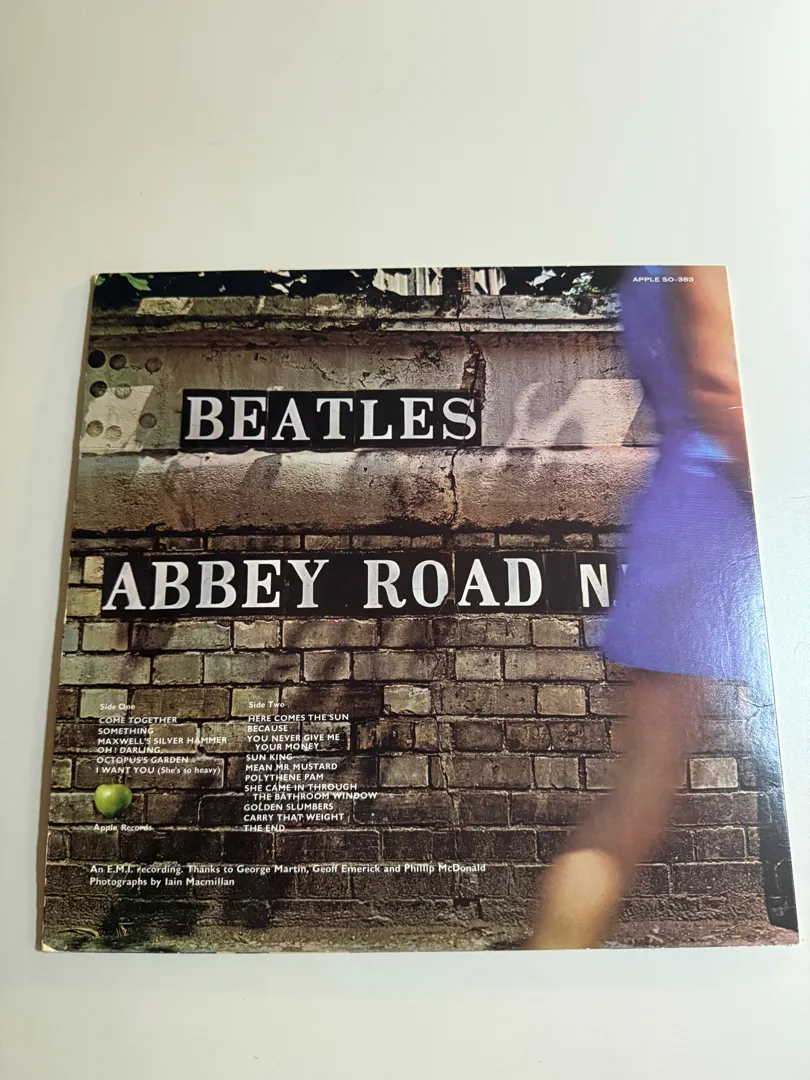 APPLE SO-383
BEATLES
ABBEY ROAD N
Side One
COME TOGETHER
SOMETHING
MAXWELL'S SILVER HAMMER
OH! DARLING
OCTOPUS'S GARDEN
I WANT YOU (She's so heavy)
Apple Records
Side Two
HERE COMES THE SUN
BECAUSE
YOU NEVER GIVE ME
YOUR MONEY
SUN KING
MEAN MR MUSTARD
POLYTHENE PAM
SHE CAME IN THROUGH
THE BATHROOM WINDOW
GOLDEN SLUMBERS
CARRY THAT WEIGHT
THE END
An E.M.I. recording. Thanks to George Martin, Geoff Emerick and Phillip McDonald
Photographs by Iain Macmillan